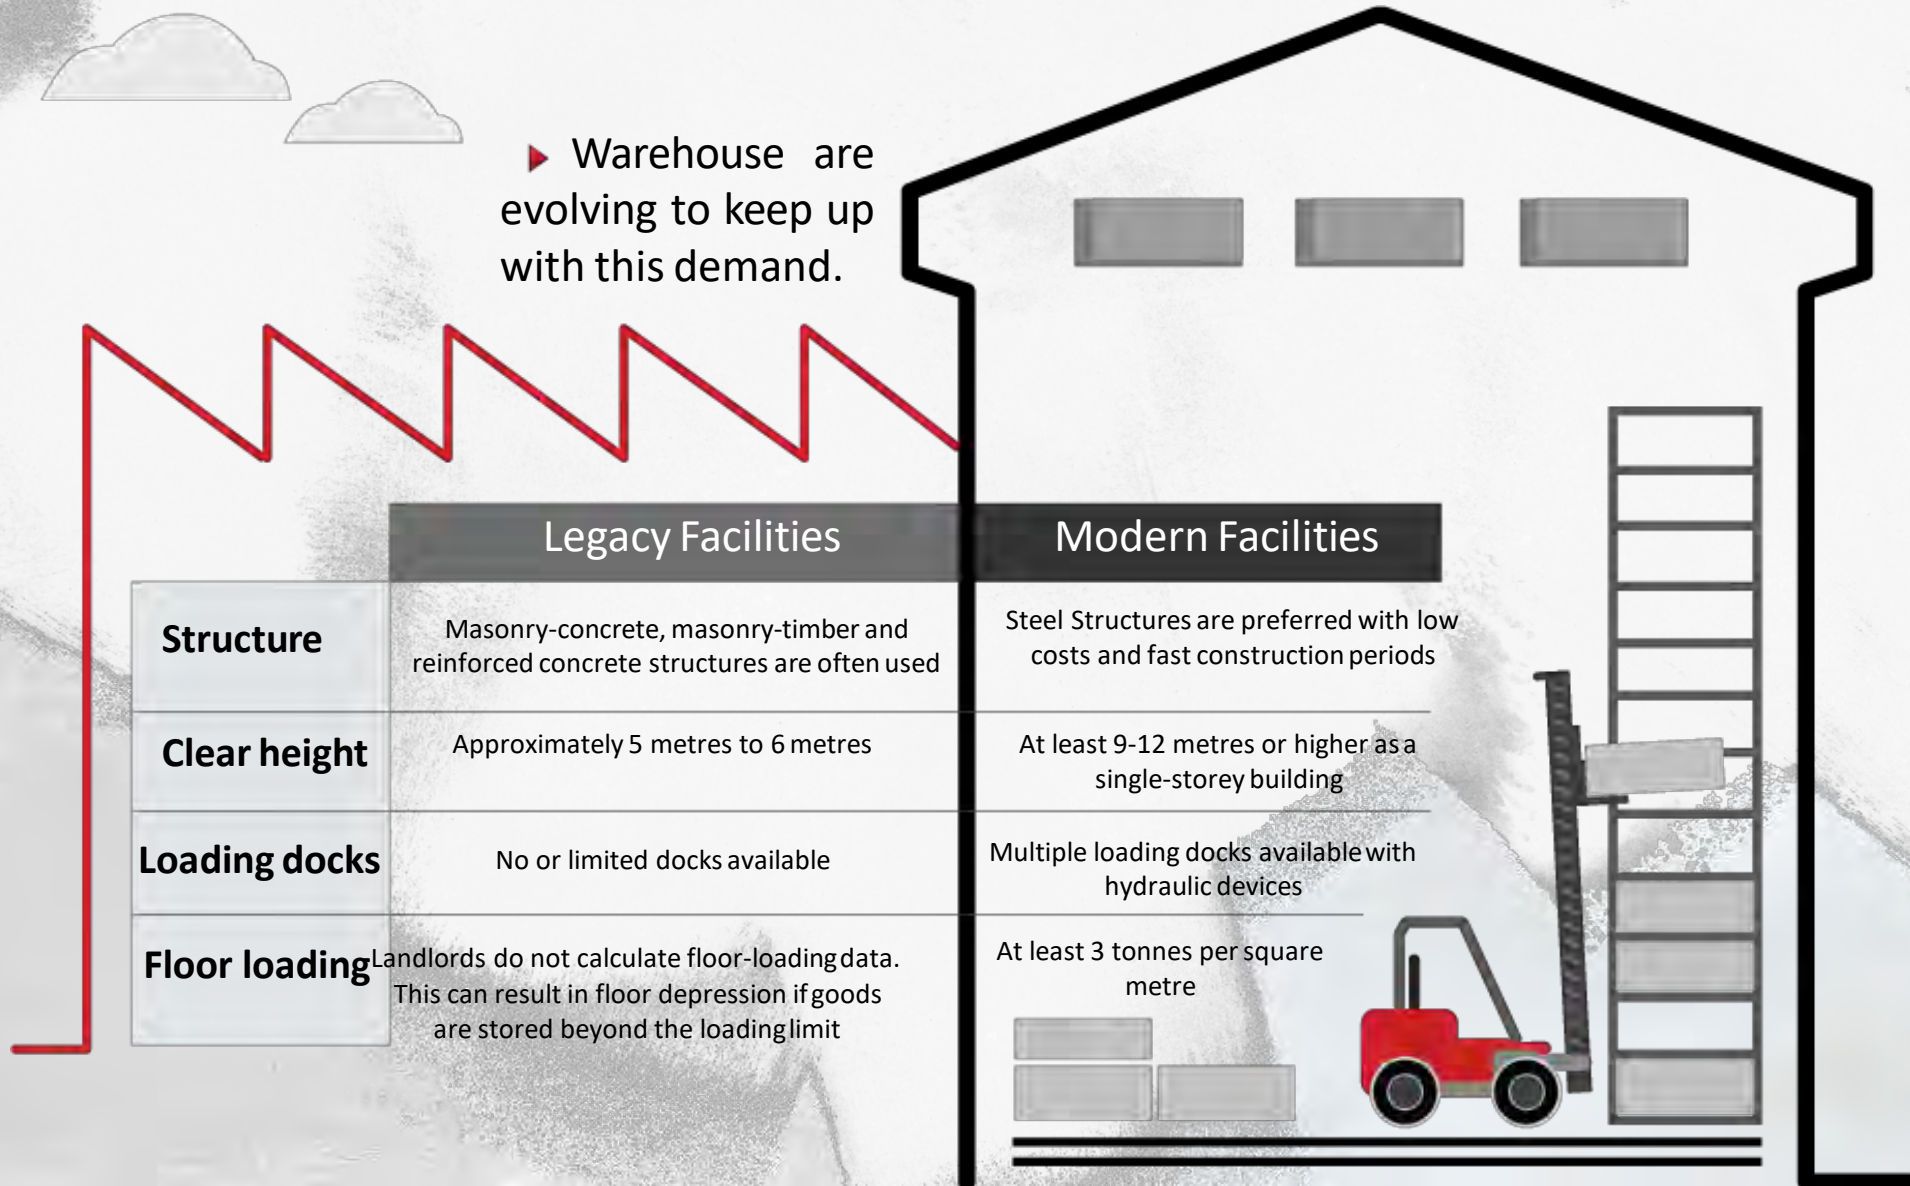 Warehouse are
evolving to keep up
with this demand.
Legacy Facilities
Modern Facilities
Structure
Masonry-concrete, masonry-timber and
reinforced concrete structures are often used
Steel Structures are preferred with low
costs and fast construction periods
Clear height
Approximately 5 metres to 6 metres
At least 9-12 metres or higher as a
single-storey building
Loading docks
No or limited docks available
Multiple loading docks available with
hydraulic devices
Floor loading
Landlords do not calculate floor-loading data.
This can result in floor depression if goods
are stored beyond the loading limit
At least 3 tonnes per square
metre